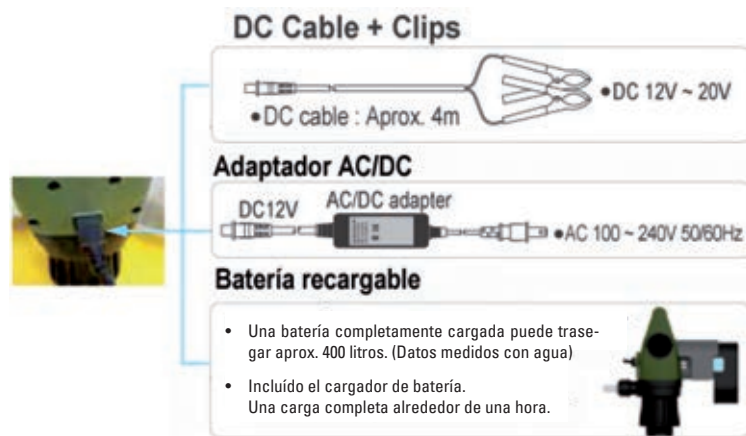 DC Cable + Clips
•DC 12V ~ 20V
•DC cable : Aprox. 4m
Adaptador AC/DC
DC12V
AC/DC adapter
•AC 100 ~ 240V 50/60Hz
Batería recargable
• Una batería completamente cargada puede trase-
gar aprox. 400 litros. (Datos medidos con agua)
• Incluído el cargador de batería.
Una carga completa alrededor de una hora.